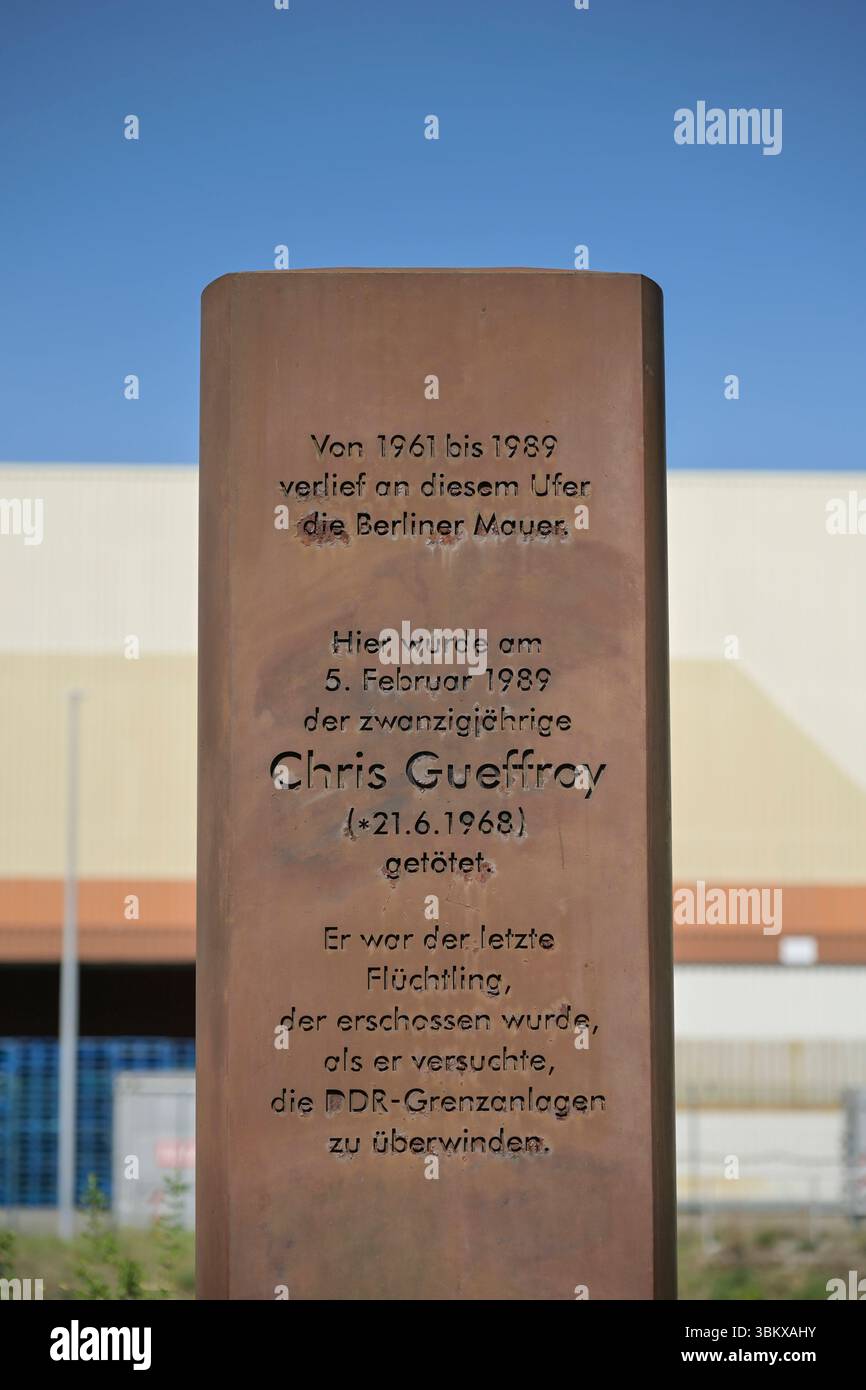 Von 1961 bis 1989
verlief an diesem Ufer
die Berliner Mauer.
Hier wurde am
5. Februar 1989
der zwanzigjährige
Chris Gueffroy
(*21.6.1968)
getötet.
Er war der letzte
Flüchtling,
der erschossen wurde,
als er versuchte,
die DDR-Grenzanlagen
zu überwinden.
alamy
alamy
Image ID: 3BKXAHY
www.alamy.com